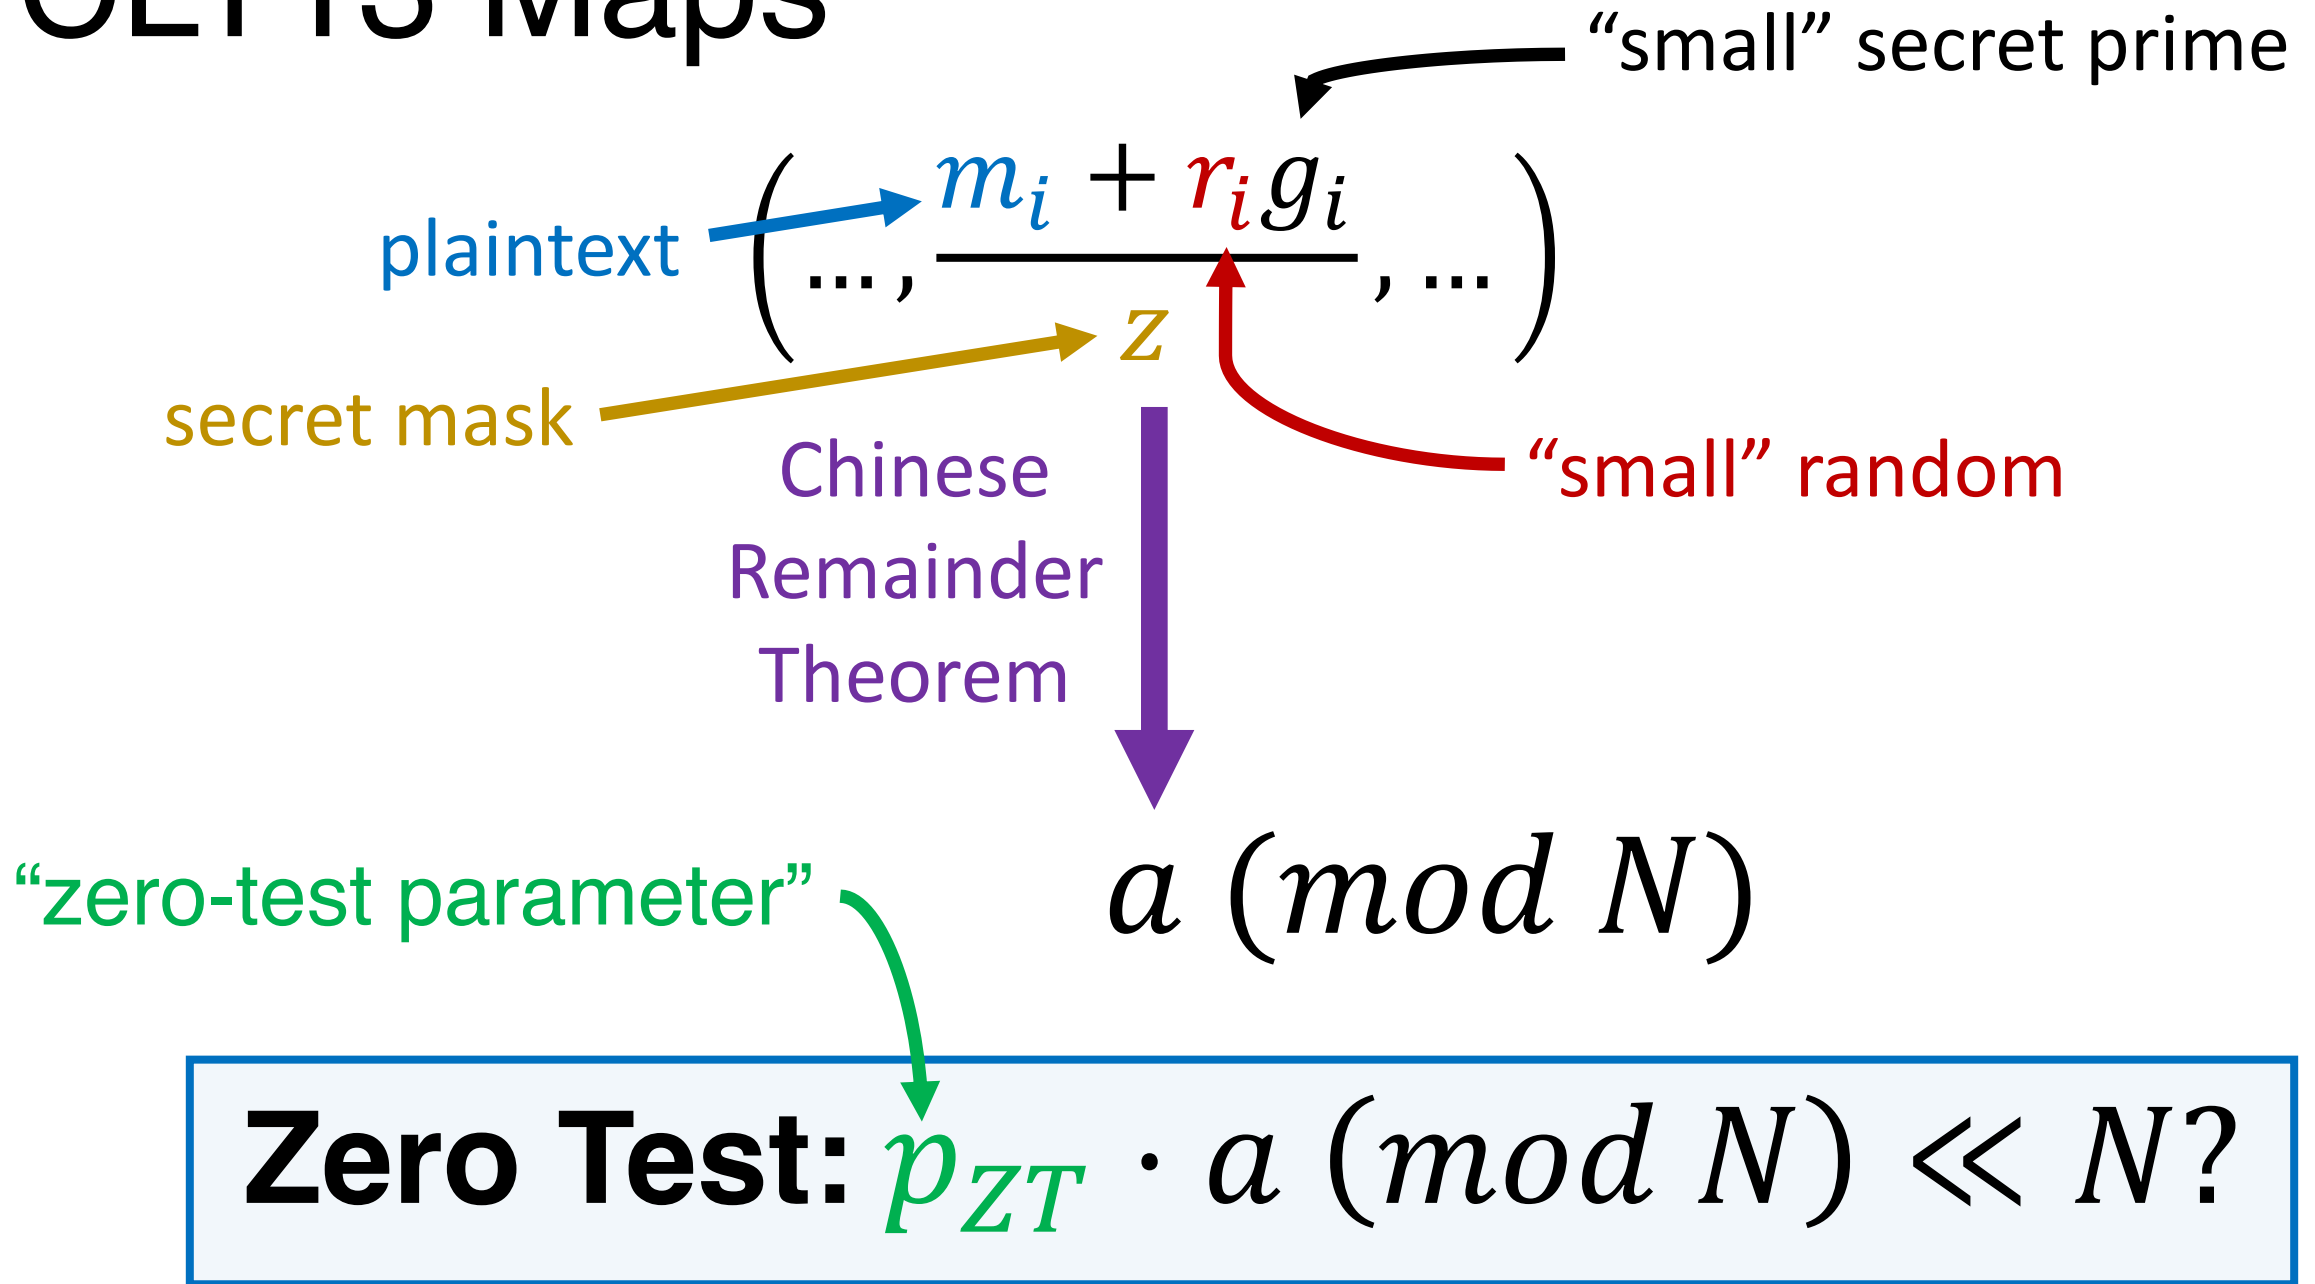 Maps
“small” secret prime
plaintext
(…, (m_i + r_i g_i) / z, …)
secret mask
“small” random
Chinese
Remainder
Theorem
“zero-test parameter”
a (mod N)
Zero Test: p_ZT · a (mod N) ≪ N?